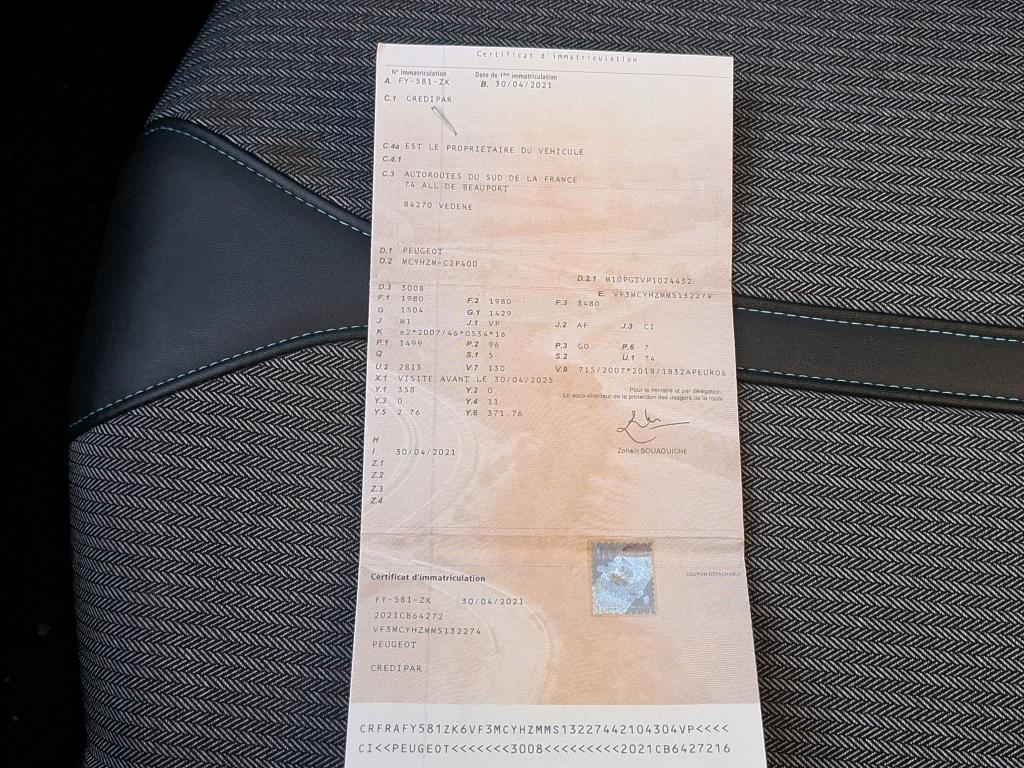 Certificat d'immatriculation
N° Immatriculation Date de 1ère immatriculation
A. FY-581-ZK B. 30/04/2021
C.1 CREDIPAR
C.4a EST LE PROPRIÉTAIRE DU VÉHICULE
C.4.1
C.3 AUTOROUTES DU SUD DE LA FRANCE
74 ALL DE BEAUPORT
84270 VEDENE
D.1 PEUGEOT
D.2 MCYHZM-C2P400
D.2.1 M10PGTVP1024432
D.3 3008 E. VF3MCYHZMMS132274
F.1 1980 F.2 1980 F.3 3480
G 1504 G.1 1429
J M1 J.1 VP J.2 AF J.3 CI
K e2*2007/46*0534*16
P.1 1499 P.2 96 P.3 GO P.6 7
Q S.1 5 S.2 U.1 74
U.2 2813 V.7 130 V.9 715/2007*2018/1832APEURO6
X.1 VISITE AVANT LE 30/04/2025
Y.1 358 Y.2 0
Y.3 0 Y.4 11
Y.5 2.76 Y.6 371.76
Pour le ministre et par délégation,
Le sous-directeur de la protection des usagers de la route
Zoheir BOUAOUICHE
H
I 30/04/2021
Z.1
Z.2
Z.3
Z.4
COUPON DÉTACHABLE
Certificat d'immatriculation
FY-581-ZK 30/04/2021
2021CB64272
VF3MCYHZMMS132274
PEUGEOT
CREDIPAR
CRFRAFY581ZK6VF3MCYHZMMS13227442104304VP<<<<
CI<<PEUGEOT<<<<<<<3008<<<<<<<<<2021CB6427216